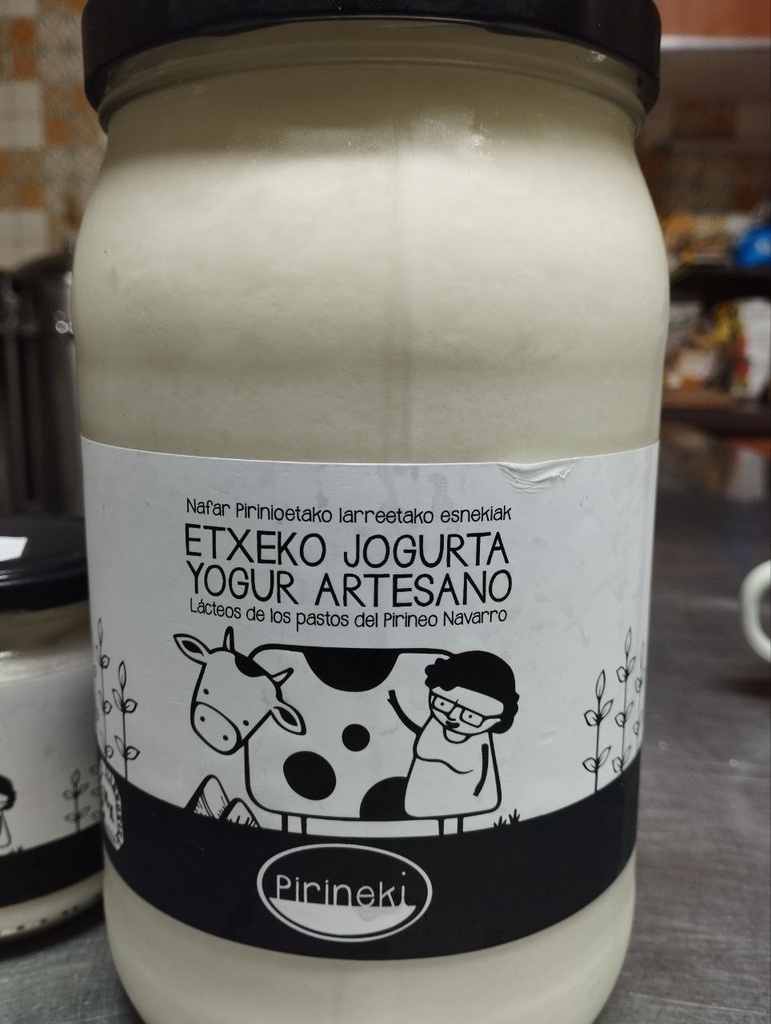 Nafar Pirinioetako larreetako esnekiak
ETXEKO JOGURTA
YOGUR ARTESANO
Lácteos de los pastos del Pirineo Navarro
Pirineki